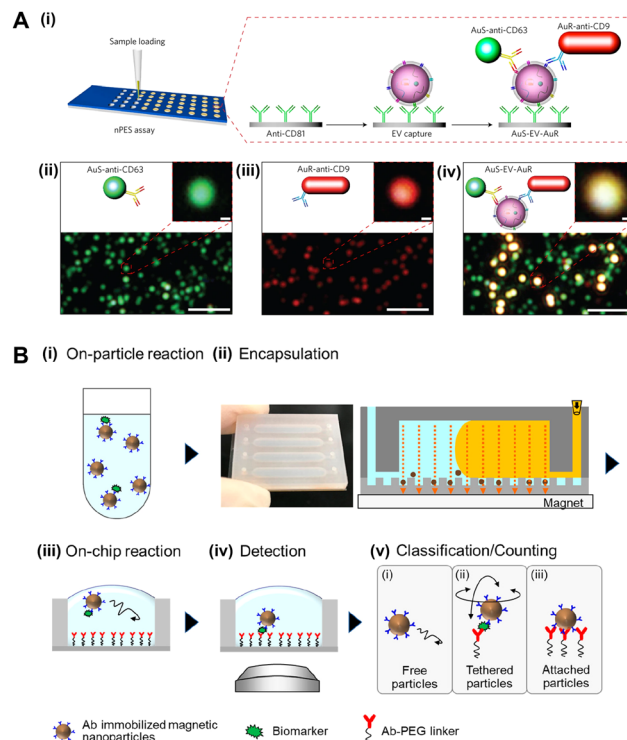 A (i)
Sample loading
nPES assay
Anti-CD81
EV capture
AuS-EV-AuR
AuS-anti-CD63
AuR-anti-CD9
(ii)
AuS-anti-CD63
(iii)
AuR-anti-CD9
(iv)
AuS-EV-AuR
B (i) On-particle reaction
(ii) Encapsulation
Magnet
(iii) On-chip reaction
(iv) Detection
(v) Classification/Counting
(i)
Free
particles
(ii)
Tethered
particles
(iii)
Attached
particles
Ab immobilized magnetic
nanoparticles
Biomarker
Ab-PEG linker